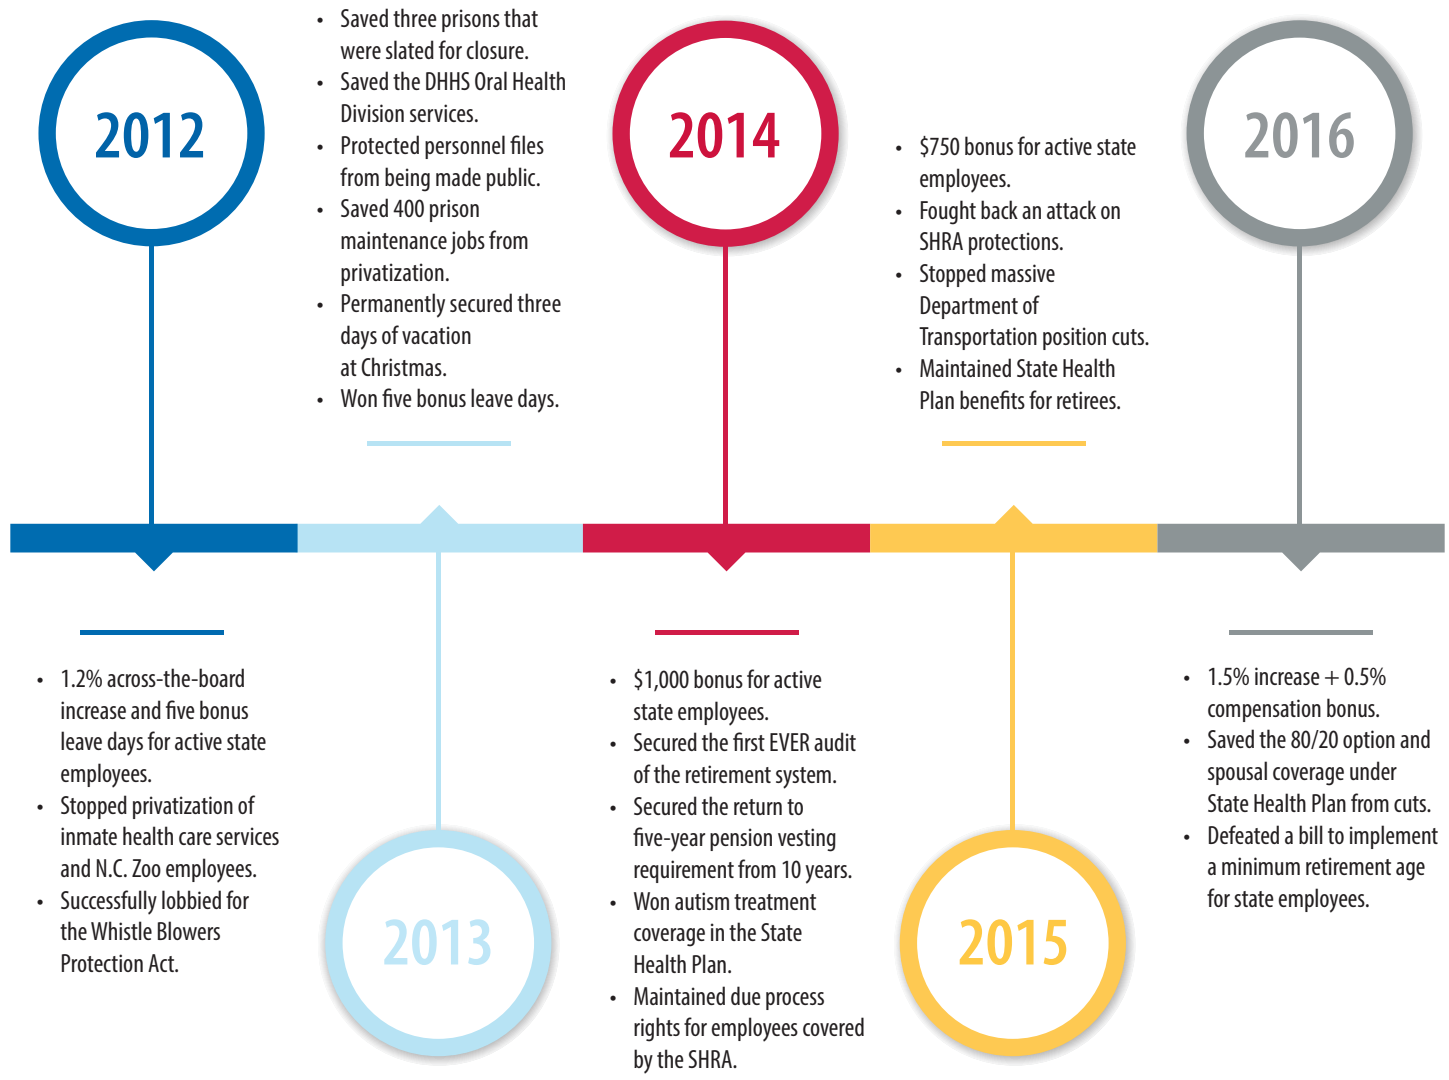 2012
1.2% across-the-board
increase and five bonus
leave days for active state
employees.
Stopped privatization of
inmate health care services
and N.C. Zoo employees.
Successfully lobbied for
the Whistle Blowers
Protection Act.
• Saved three prisons that
were slated for closure.
• Saved the DHHS Oral Health
Division services.
• Protected personnel files
from being made public.
• Saved 400 prison
maintenance jobs from
privatization.
• Permanently secured three
days of vacation
at Christmas.
• Won five bonus leave days.
2013
2014
• $1,000 bonus for active
state employees.
• Secured the first EVER audit
of the retirement system.
• Secured the return to
five-year pension vesting
requirement from 10 years.
• Won autism treatment
coverage in the State
Health Plan.
• Maintained due process
rights for employees covered
by the SHRA.
• $750 bonus for active state
employees.
• Fought back an attack on
SHRA protections.
• Stopped massive
Department of
Transportation position cuts.
• Maintained State Health
Plan benefits for retirees.
2015
2016
• 1.5% increase + 0.5%
compensation bonus.
• Saved the 80/20 option and
spousal coverage under
State Health Plan from cuts.
• Defeated a bill to implement
a minimum retirement age
for state employees.